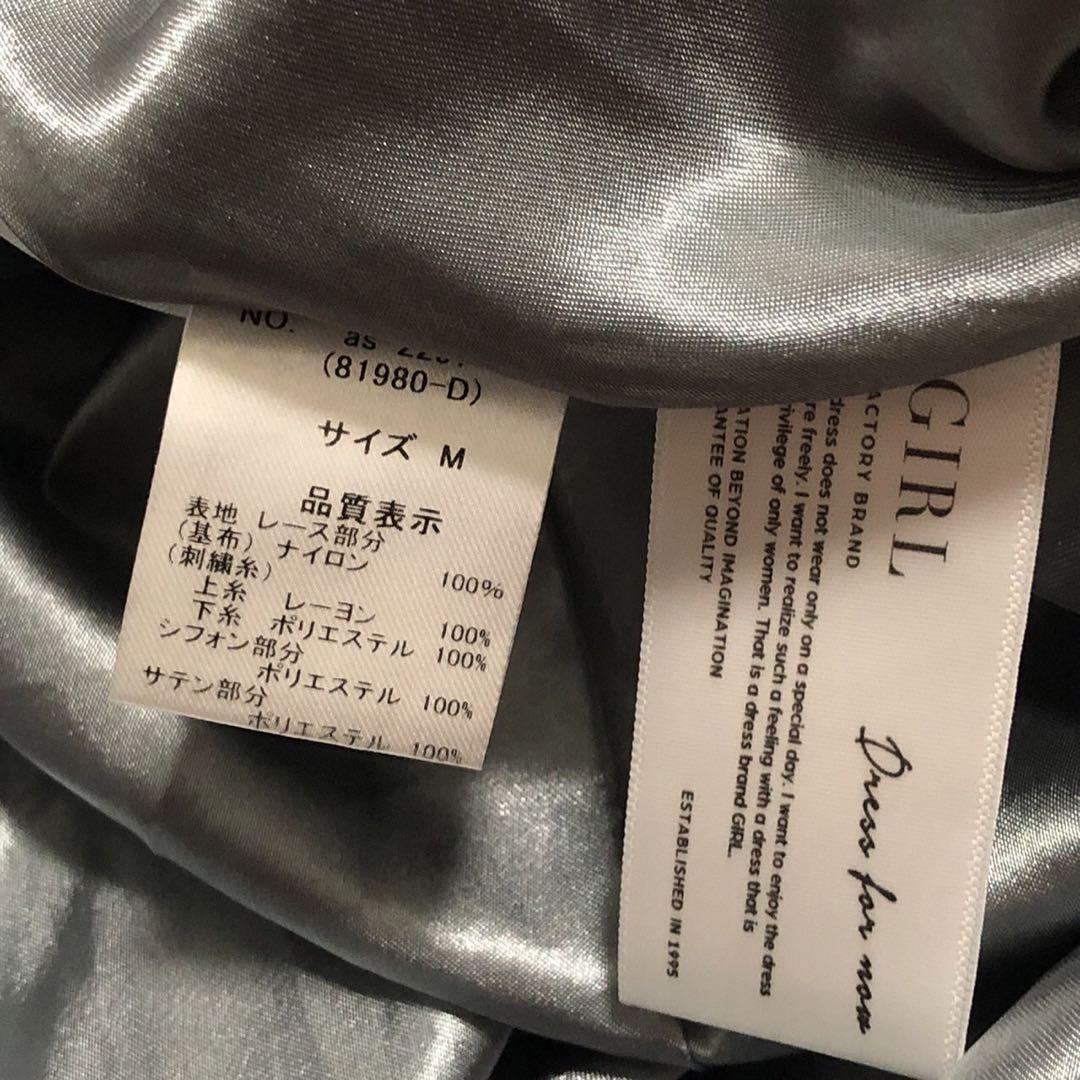 NO.
(81980-D)
サイズ M
品質表示
表地 レース部分
(基布) ナイロン 100%
(刺繍糸)
上糸 レーヨン 100%
下糸 ポリエステル 100%
シフォン部分
ポリエステル 100%
サテン部分
ポリエステル 100%
GIRL
ACTORY BRAND
dress does not wear only on a special day. I want to enjoy the dress
re freely. I want to realize such a feeling with a dress that is
rivilege of only women. That is a dress brand GIRL.
ATION BEYOND IMAGINATION
ANTEE OF QUALITY
ESTABLISHED IN 1995
Dress for now